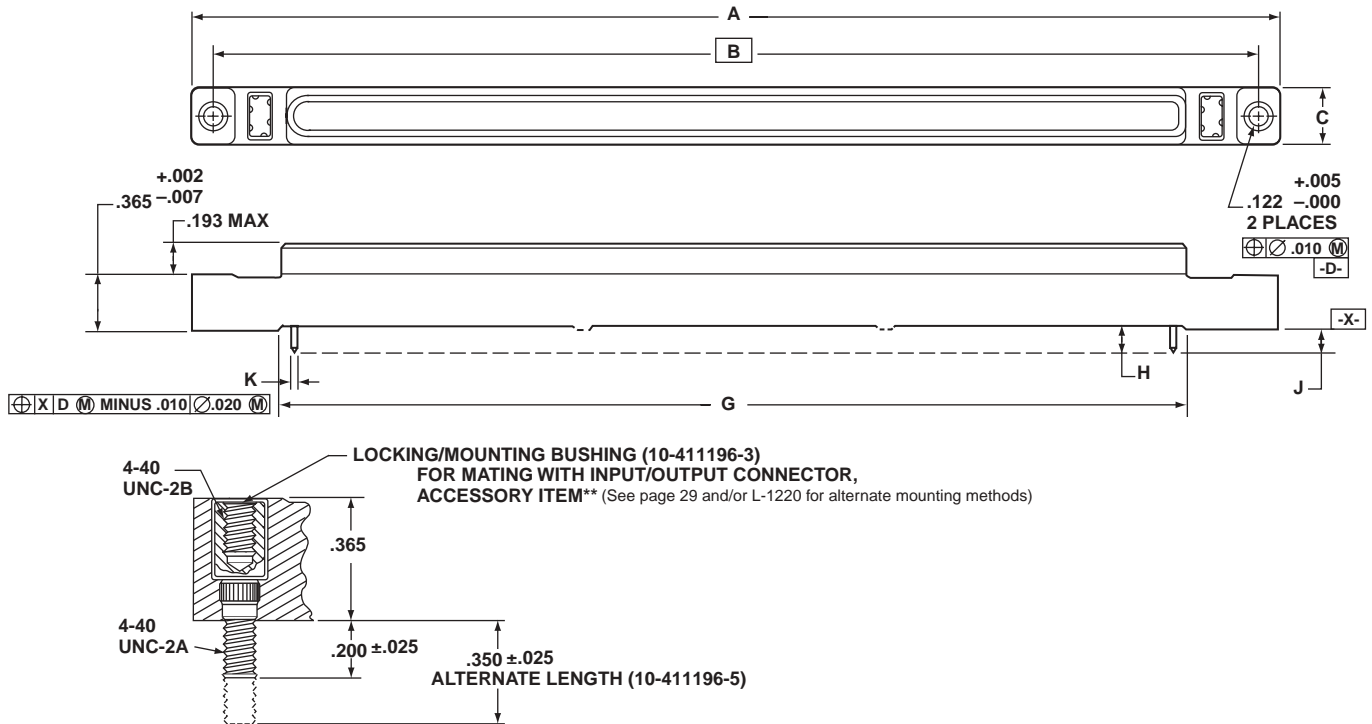 A
B
C
+.002
.365 –.007
.193 MAX
+.005
.122 –.000
2 PLACES
⌖ ∅ .010 Ⓜ
-D-
-X-
K
H
J
⌖ X D Ⓜ MINUS .010 ∅.020 Ⓜ
G
LOCKING/MOUNTING BUSHING (10-411196-3)
FOR MATING WITH INPUT/OUTPUT CONNECTOR,
ACCESSORY ITEM** (See page 29 and/or L-1220 for alternate mounting methods)
4-40
UNC-2B
.365
4-40
UNC-2A
.200 ±.025
.350 ±.025
ALTERNATE LENGTH (10-411196-5)